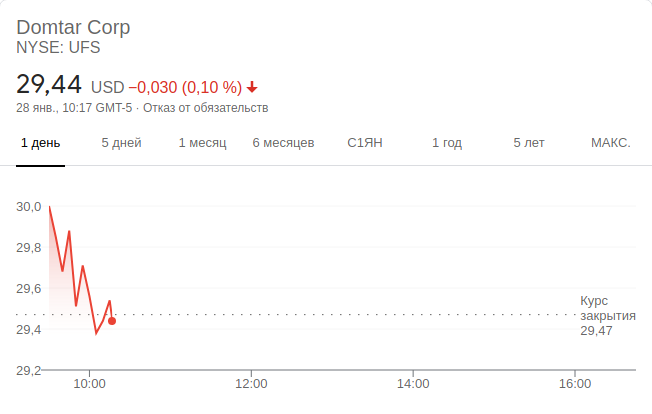 Domtar Corp
NYSE: UFS
29,44 USD −0,030 (0,10 %)
28 янв., 10:17 GMT-5 · Отказ от обязательств
1 день 5 дней 1 месяц 6 месяцев С1ЯН 1 год 5 лет МАКС.
30,0
29,8
29,6
Курс
закрытия
29,47
29,4
29,2
10:00 12:00 14:00 16:00